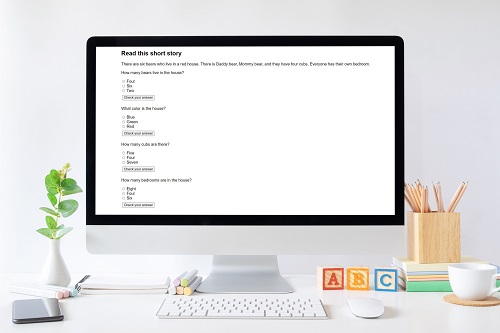 Read this short story
There are six bears who live in a red house. There is Daddy bear, Mommy bear, and they have four cubs. Everyone has their own bedroom.
How many bears live in the house?
Four
Six
Two
Check your answer
What color is the house?
Blue
Green
Red
Check your answer
How many cubs are there?
Five
Four
Seven
Check your answer
How many bedrooms are in the house?
Eight
Four
Six
Check your answer
A B C